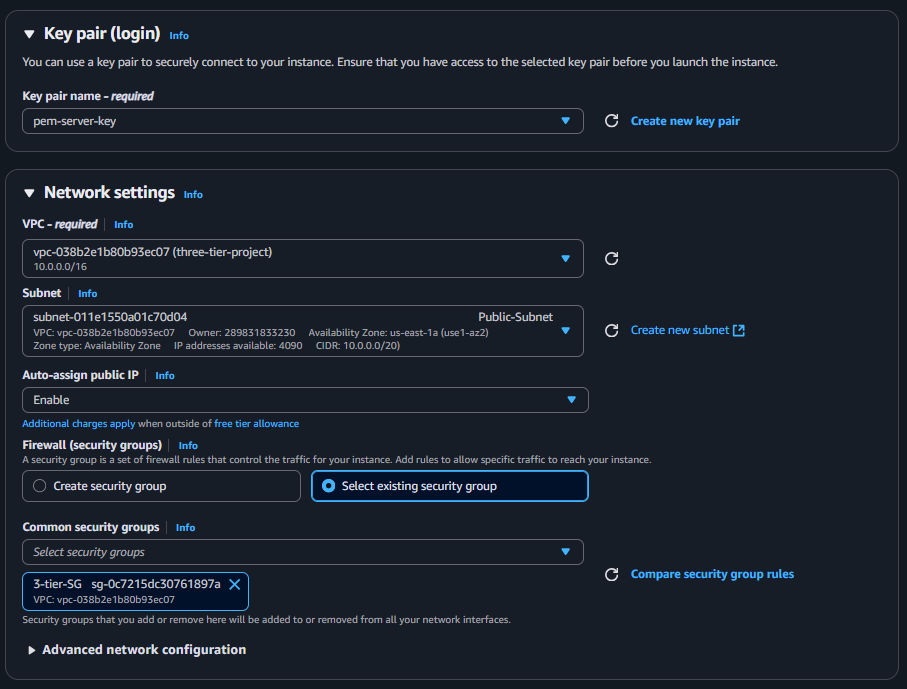 Key pair (login) Info
You can use a key pair to securely connect to your instance. Ensure that you have access to the selected key pair before you launch the instance.
Key pair name - required
pem-server-key
Create new key pair
Network settings Info
VPC - required Info
vpc-038b2e1b80b93ec07 (three-tier-project)
10.0.0.0/16
Subnet Info
subnet-011e1550a01c70d04 Public-Subnet
VPC: vpc-038b2e1b80b93ec07 Owner: 289831833230 Availability Zone: us-east-1a (use1-az2)
Zone type: Availability Zone IP addresses available: 4090 CIDR: 10.0.0.0/20)
Create new subnet
Auto-assign public IP Info
Enable
Additional charges apply when outside of free tier allowance
Firewall (security groups) Info
A security group is a set of firewall rules that control the traffic for your instance. Add rules to allow specific traffic to reach your instance.
Create security group
Select existing security group
Common security groups Info
Select security groups
3-tier-SG sg-0c7215dc30761897a
VPC: vpc-038b2e1b80b93ec07
Compare security group rules
Security groups that you add or remove here will be added to or removed from all your network interfaces.
Advanced network configuration